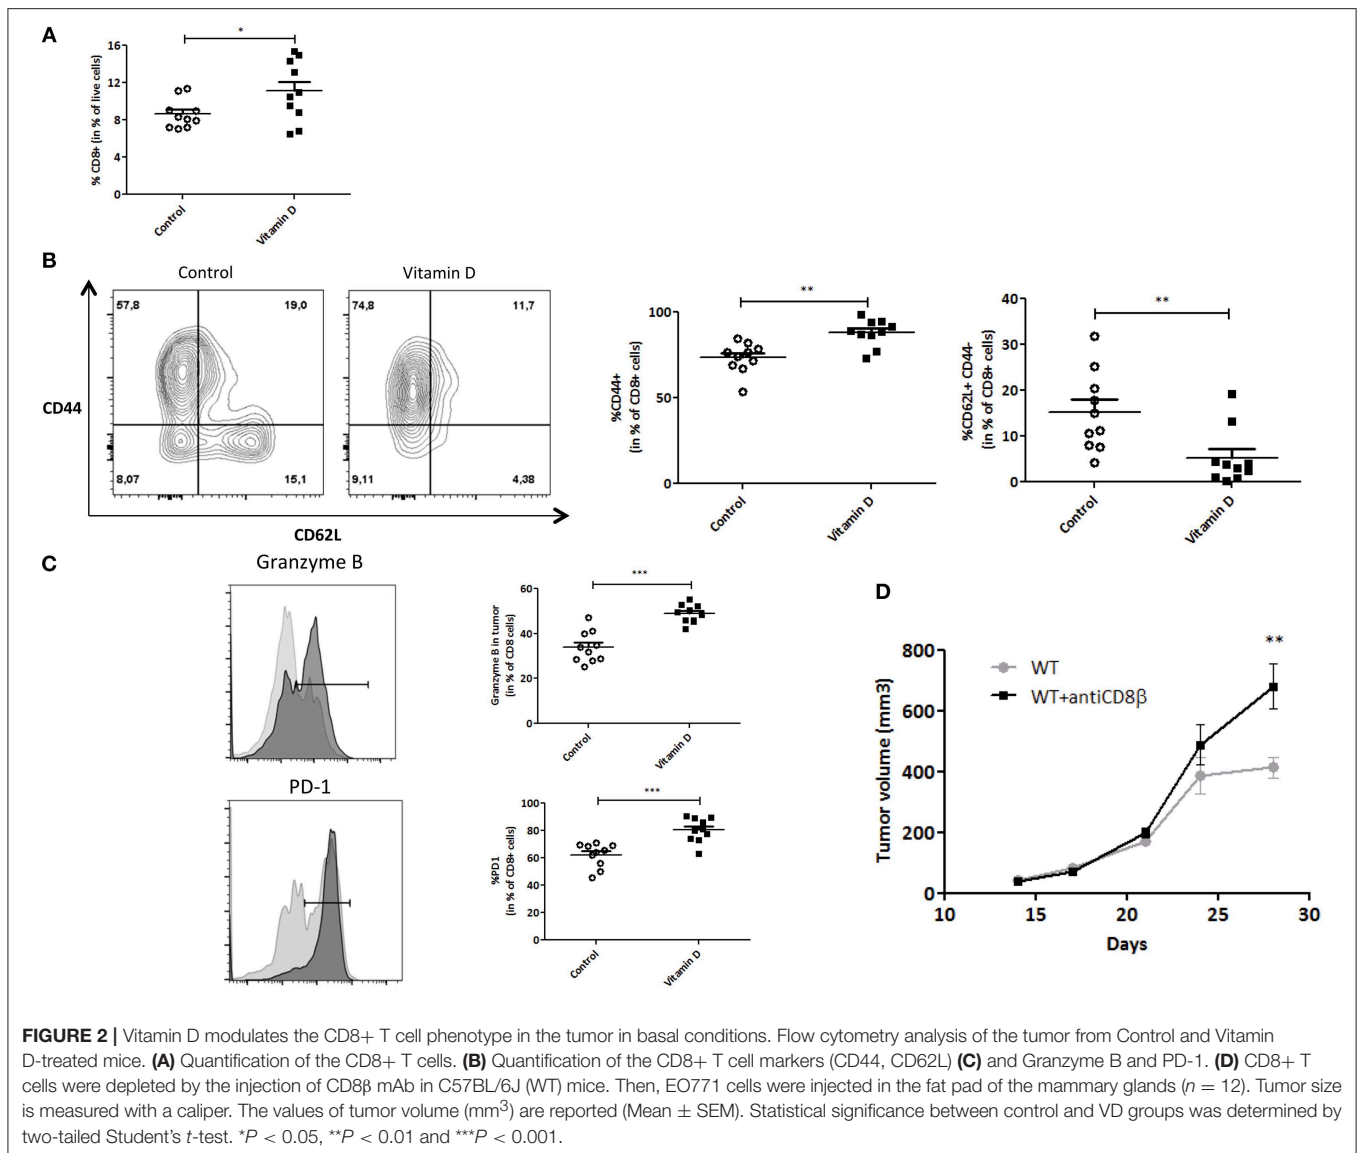 A
*
16
12
8
4
0
% CD8+ (in % of live cells)
Control
Vitamin D
B
Control
Vitamin D
57,8
19,0
8,07
15,1
74,8
11,7
9,11
4,38
CD44
CD62L
**
100
50
0
%CD44+
(in % of CD8+ cells)
Control
Vitamin D
**
40
30
20
10
0
%CD62L+ CD44-
(in % of CD8+ cells)
Control
Vitamin D
C
Granzyme B
***
60
40
20
0
Granzyme B in tumor
(in % of CD8 cells)
Control
Vitamin D
PD-1
***
100
80
60
40
20
0
%PD1
(in % of CD8+ cells)
Control
Vitamin D
D
**
WT
WT+antiCD8β
800
600
400
200
0
Tumor volume (mm3)
10
15
20
25
30
Days
FIGURE 2 | Vitamin D modulates the CD8+ T cell phenotype in the tumor in basal conditions. Flow cytometry analysis of the tumor from Control and Vitamin
D-treated mice. (A) Quantification of the CD8+ T cells. (B) Quantification of the CD8+ T cell markers (CD44, CD62L) (C) and Granzyme B and PD-1. (D) CD8+ T
cells were depleted by the injection of CD8β mAb in C57BL/6J (WT) mice. Then, EO771 cells were injected in the fat pad of the mammary glands (n = 12). Tumor size
is measured with a caliper. The values of tumor volume (mm³) are reported (Mean ± SEM). Statistical significance between control and VD groups was determined by
two-tailed Student's t-test. *P < 0.05, **P < 0.01 and ***P < 0.001.